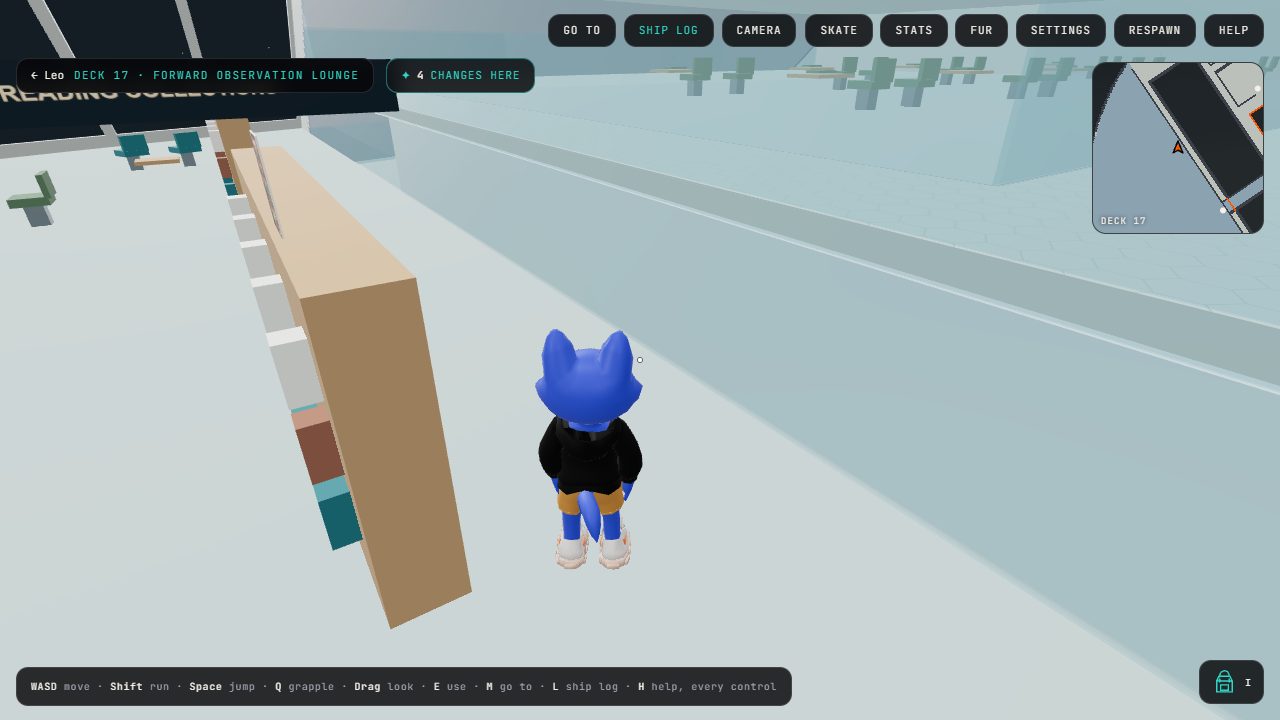 GO TO
SHIP LOG
CAMERA
SKATE
STATS
FUR
SETTINGS
RESPAWN
HELP
← Leo DECK 17 · FORWARD OBSERVATION LOUNGE
✦ 4 CHANGES HERE
READING COLLECTIONS
DECK 17
WASD move · Shift run · Space jump · Q grapple · Drag look · E use · M go to · L ship log · H help, every control
I